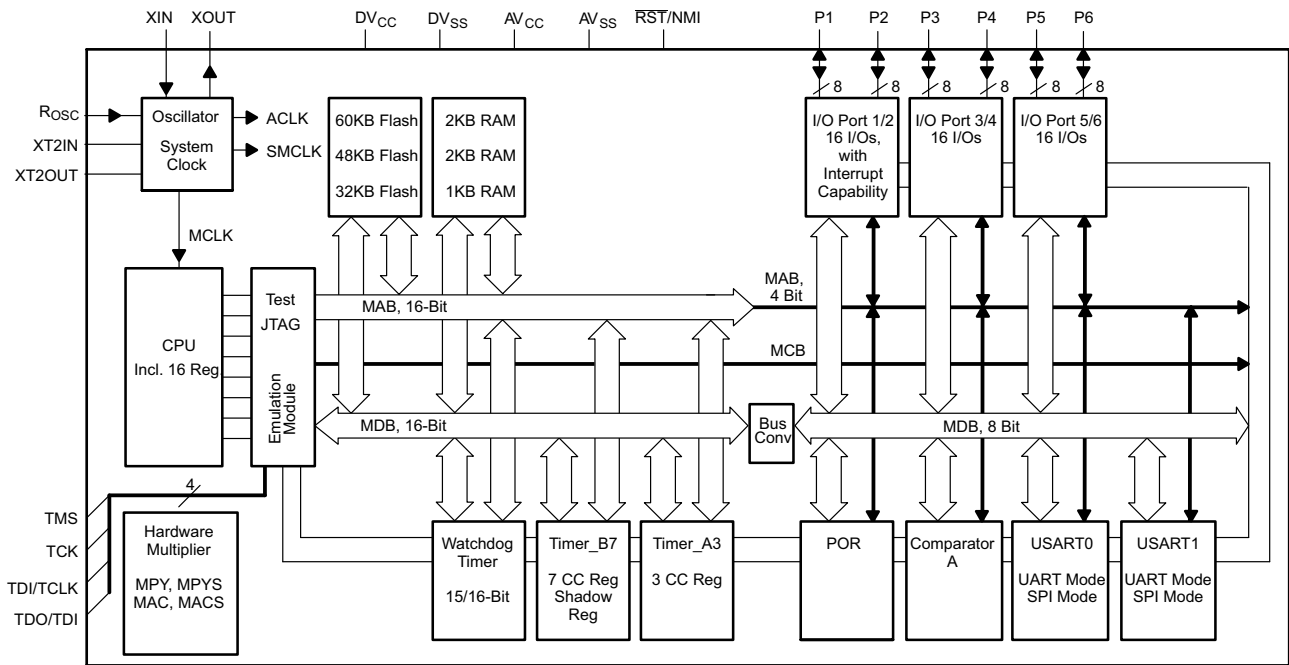 XIN XOUT DVCC DVSS AVCC AVSS RST/NMI P1 P2 P3 P4 P5 P6
8 8 8 8 8 8
ROSC
XT2IN
XT2OUT
Oscillator
System
Clock
ACLK
SMCLK
MCLK
60KB Flash
48KB Flash
32KB Flash
2KB RAM
2KB RAM
1KB RAM
I/O Port 1/2
16 I/Os,
with
Interrupt
Capability
I/O Port 3/4
16 I/Os
I/O Port 5/6
16 I/Os
CPU
Incl. 16 Reg.
Test
JTAG
Emulation
Module
MAB, 16-Bit
MAB,
4 Bit
MCB
MDB, 16-Bit
Bus
Conv
MDB, 8 Bit
4
TMS
TCK
TDI/TCLK
TDO/TDI
Hardware
Multiplier
MPY, MPYS
MAC, MACS
Watchdog
Timer
15/16-Bit
Timer_B7
7 CC Reg
Shadow
Reg
Timer_A3
3 CC Reg
POR
Comparator
A
USART0
UART Mode
SPI Mode
USART1
UART Mode
SPI Mode